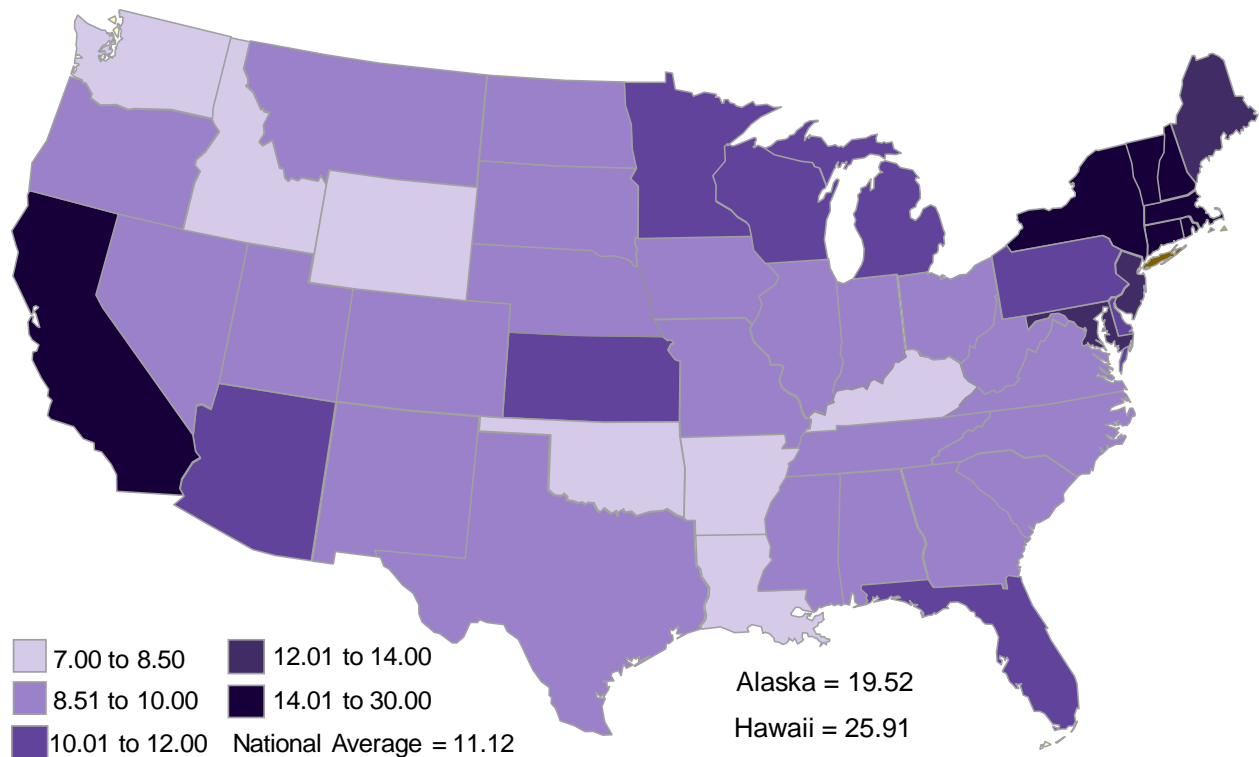 7.00 to 8.50
12.01 to 14.00
8.51 to 10.00
14.01 to 30.00
10.01 to 12.00
National Average = 11.12
Alaska = 19.52
Hawaii = 25.91